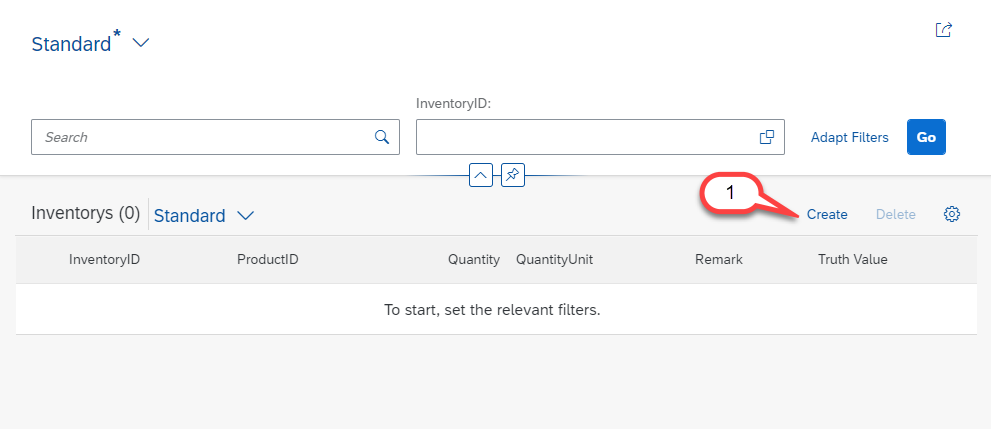 Standard*
InventoryID:
Search
Adapt Filters
Go
1
Inventorys (0)
Standard
Create
Delete
InventoryID
ProductID
Quantity
QuantityUnit
Remark
Truth Value
To start, set the relevant filters.